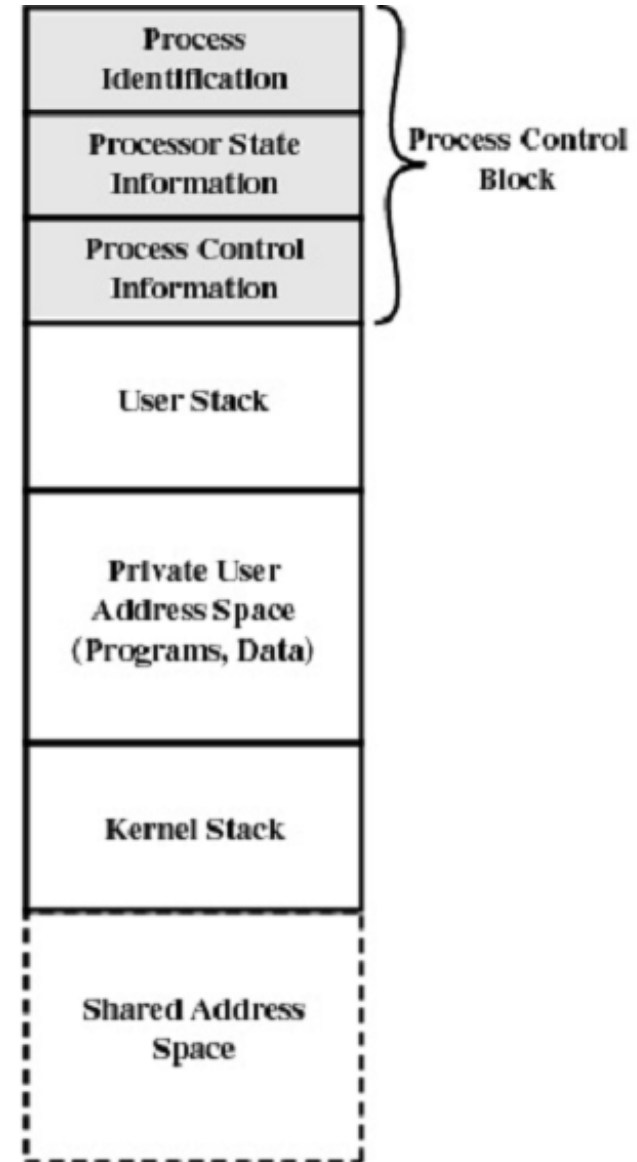 Process
Identification
Processor State
Information
Process Control
Information
Process Control
Block
User Stack
Private User
Address Space
(Programs, Data)
Kernel Stack
Shared Address
Space